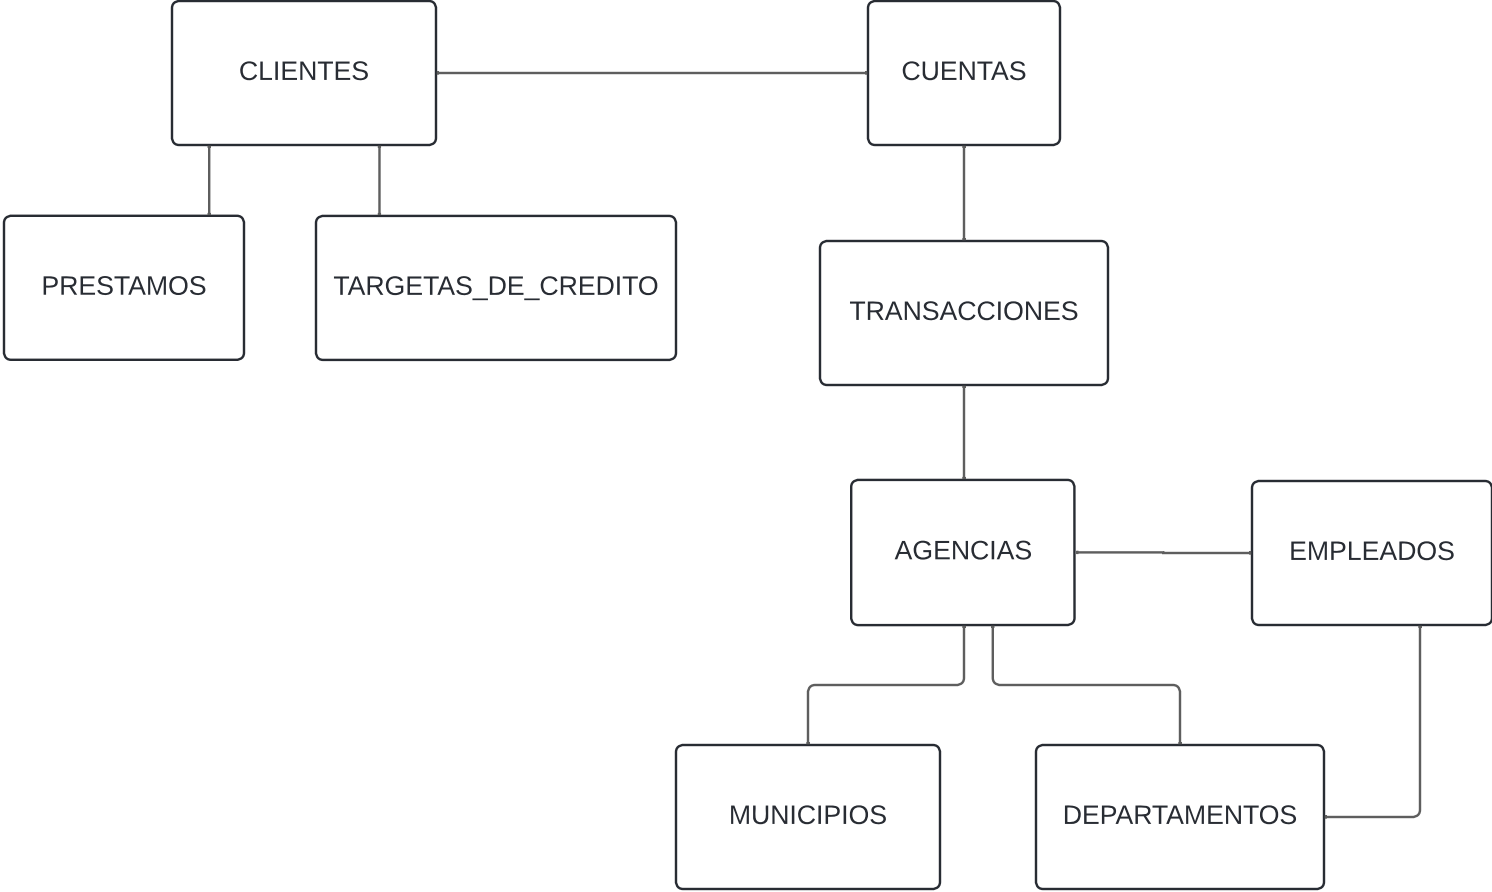 CLIENTES
CUENTAS
PRESTAMOS
TARGETAS_DE_CREDITO
TRANSACCIONES
AGENCIAS
EMPLEADOS
MUNICIPIOS
DEPARTAMENTOS